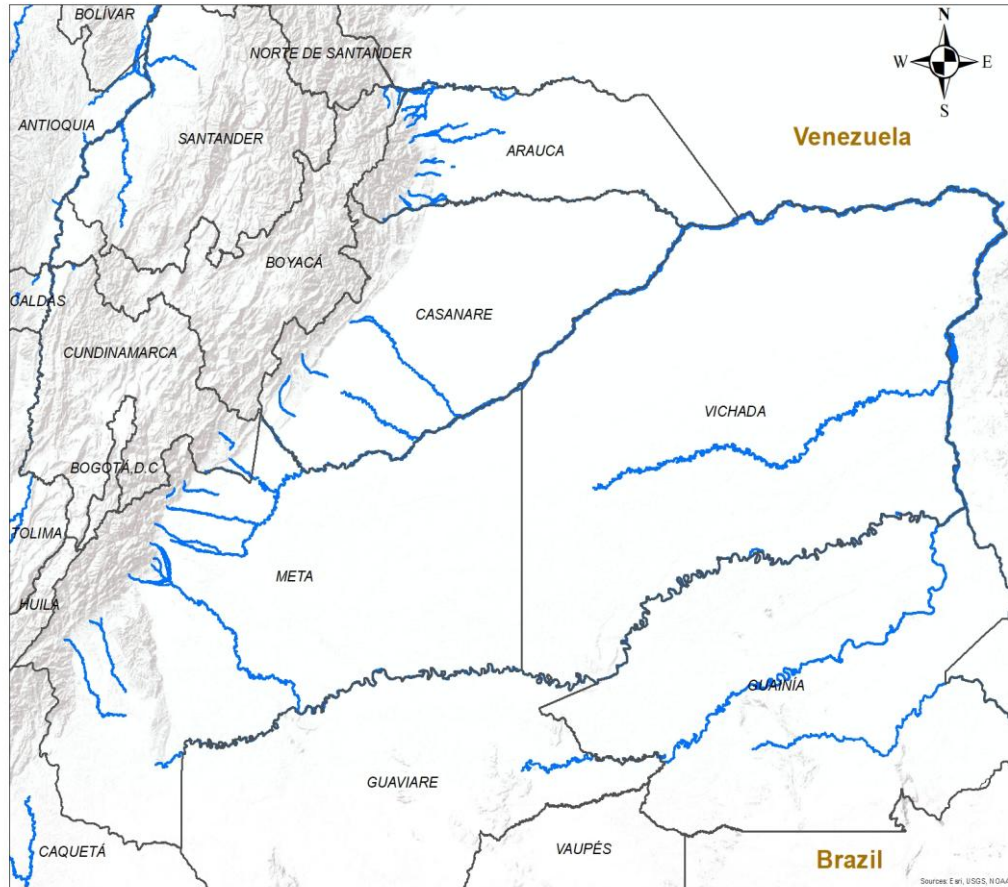 BOLÍVAR
N
NORTE DE SANTANDER
W
E
S
ANTIOQUIA
SANTANDER
ARAUCA
Venezuela
BOYACÁ
CALDAS
CASANARE
CUNDINAMARCA
VICHADA
BOGOTÁ,D.C
TOLIMA
META
HUILA
GUAINÍA
GUAVIARE
CAQUETÁ
VAUPÉS
Brazil
Sources: Esri, USGS, NOAA